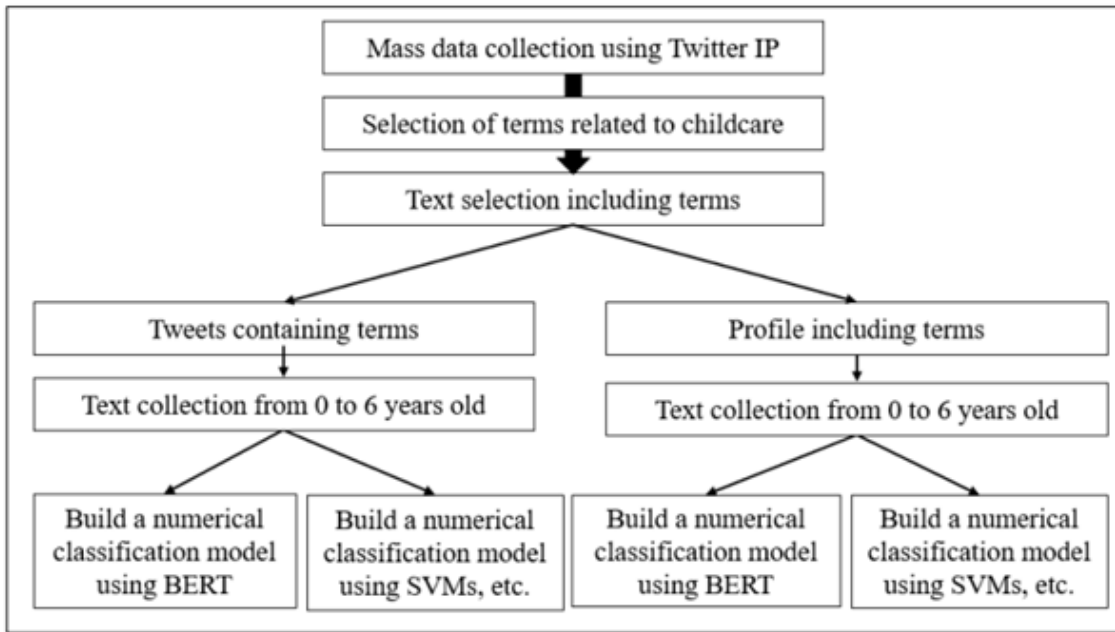 Mass data collection using Twitter IP
Selection of terms related to childcare
Text selection including terms
Tweets containing terms
Profile including terms
Text collection from 0 to 6 years old
Text collection from 0 to 6 years old
Build a numerical
classification model
using BERT
Build a numerical
classification model
using SVMs, etc.
Build a numerical
classification model
using BERT
Build a numerical
classification model
using SVMs, etc.